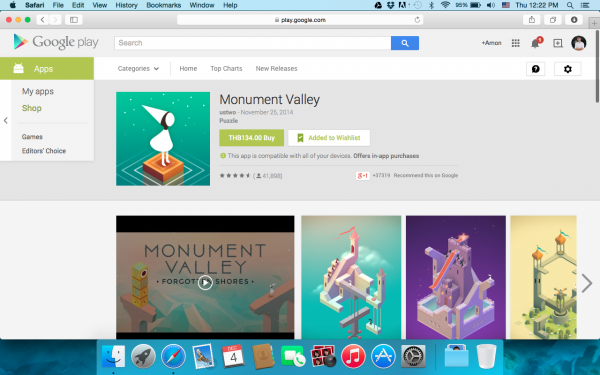 Safari File Edit View History Bookmarks Window Help
95% Thu 12:22 PM
play.google.com
Google play
Search
+Arnon
Apps
Categories Home Top Charts New Releases
My apps
Shop
Games
Editors' Choice
Monument Valley
ustwo - November 25, 2014
Puzzle
THB134.00 Buy Added to Wishlist
This app is compatible with all of your devices. Offers in-app purchases
(41,898)
g+1 +37319 Recommend this on Google
MONUMENT
VALLEY
• FORGOTTEN SHORES •
4